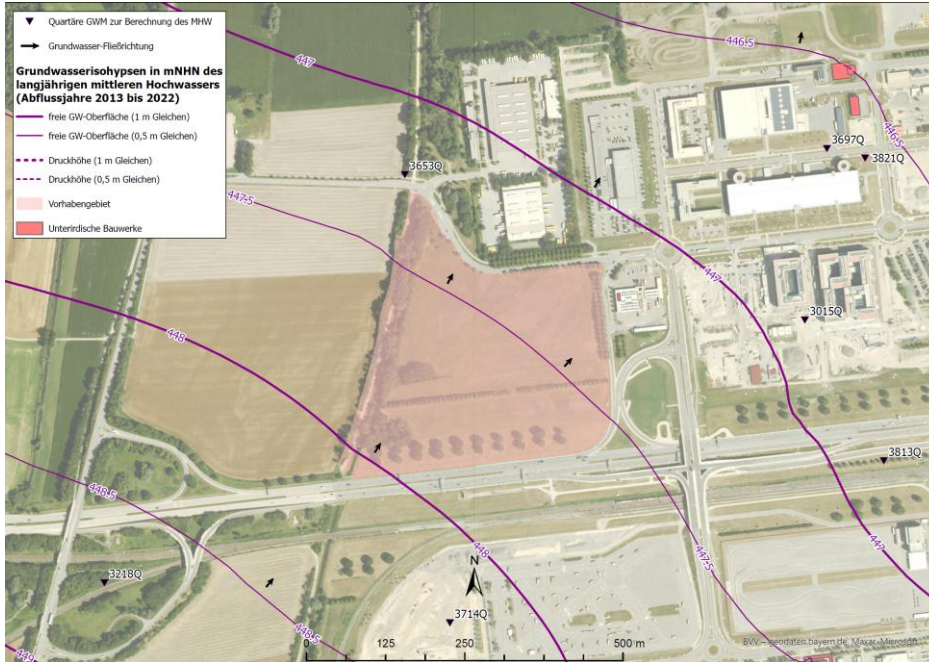 Quartäre GWM zur Berechnung des MHW
Grundwasser-Fließrichtung
Grundwasserisohypsen in mNHN des
langjährigen mittleren Hochwassers
(Abflussjahre 2013 bis 2022)
freie GW-Oberfläche (1 m Gleichen)
freie GW-Oberfläche (0,5 m Gleichen)
Druckhöhe (1 m Gleichen)
Druckhöhe (0,5 m Gleichen)
Vorhabengebiet
Unterirdische Bauwerke
447
446.5
446.5
3697Q
3821Q
3653Q
447.5
447
3015Q
448
3813Q
448.5
447.5
447
448
3218Q
N
3714Q
448.5
449
0 125 250 500 m
BVV – geodaten.bayern.de, Maxar, Microsoft